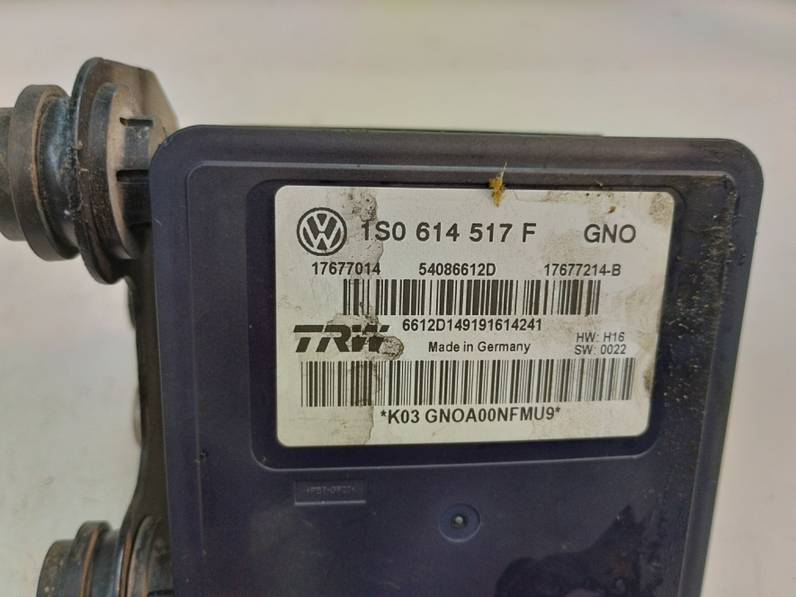 1S0 614 517 F GNO
17677014 54086612D 17677214-B
6612D149191614241
HW: H16
TRW Made in Germany
SW: 0022
*K03 GNOA00NFMU9*